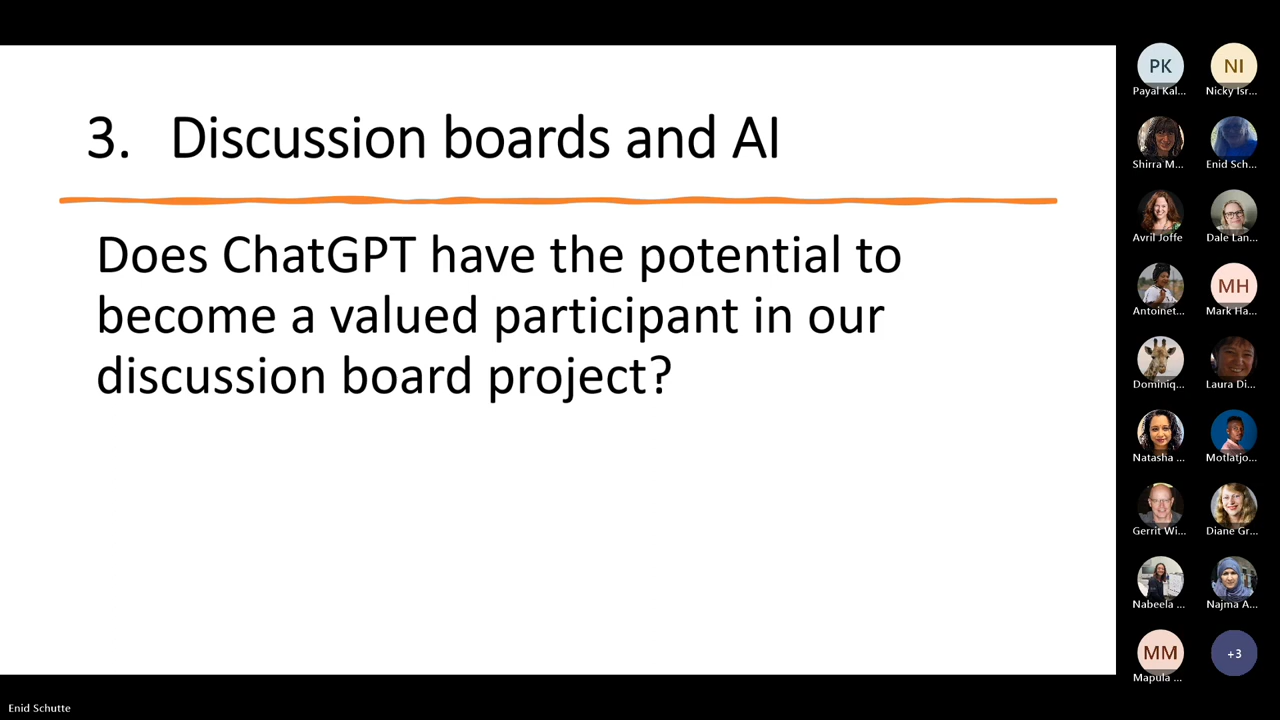 3. Discussion boards and AI
Does ChatGPT have the potential to
become a valued participant in our
discussion board project?
PK NI
Payal Kal... Nicky Isr...
Shirra M... Enid Sch...
Avril Joffe Dale Lan...
MH
Antoinet... Mark Ha...
Dominiq... Laura Di...
Natasha ... Motlatjo...
Gerrit Wi... Diane Gr...
Nabeela ... Najma A...
MM +3
Mapula ...
Enid Schutte